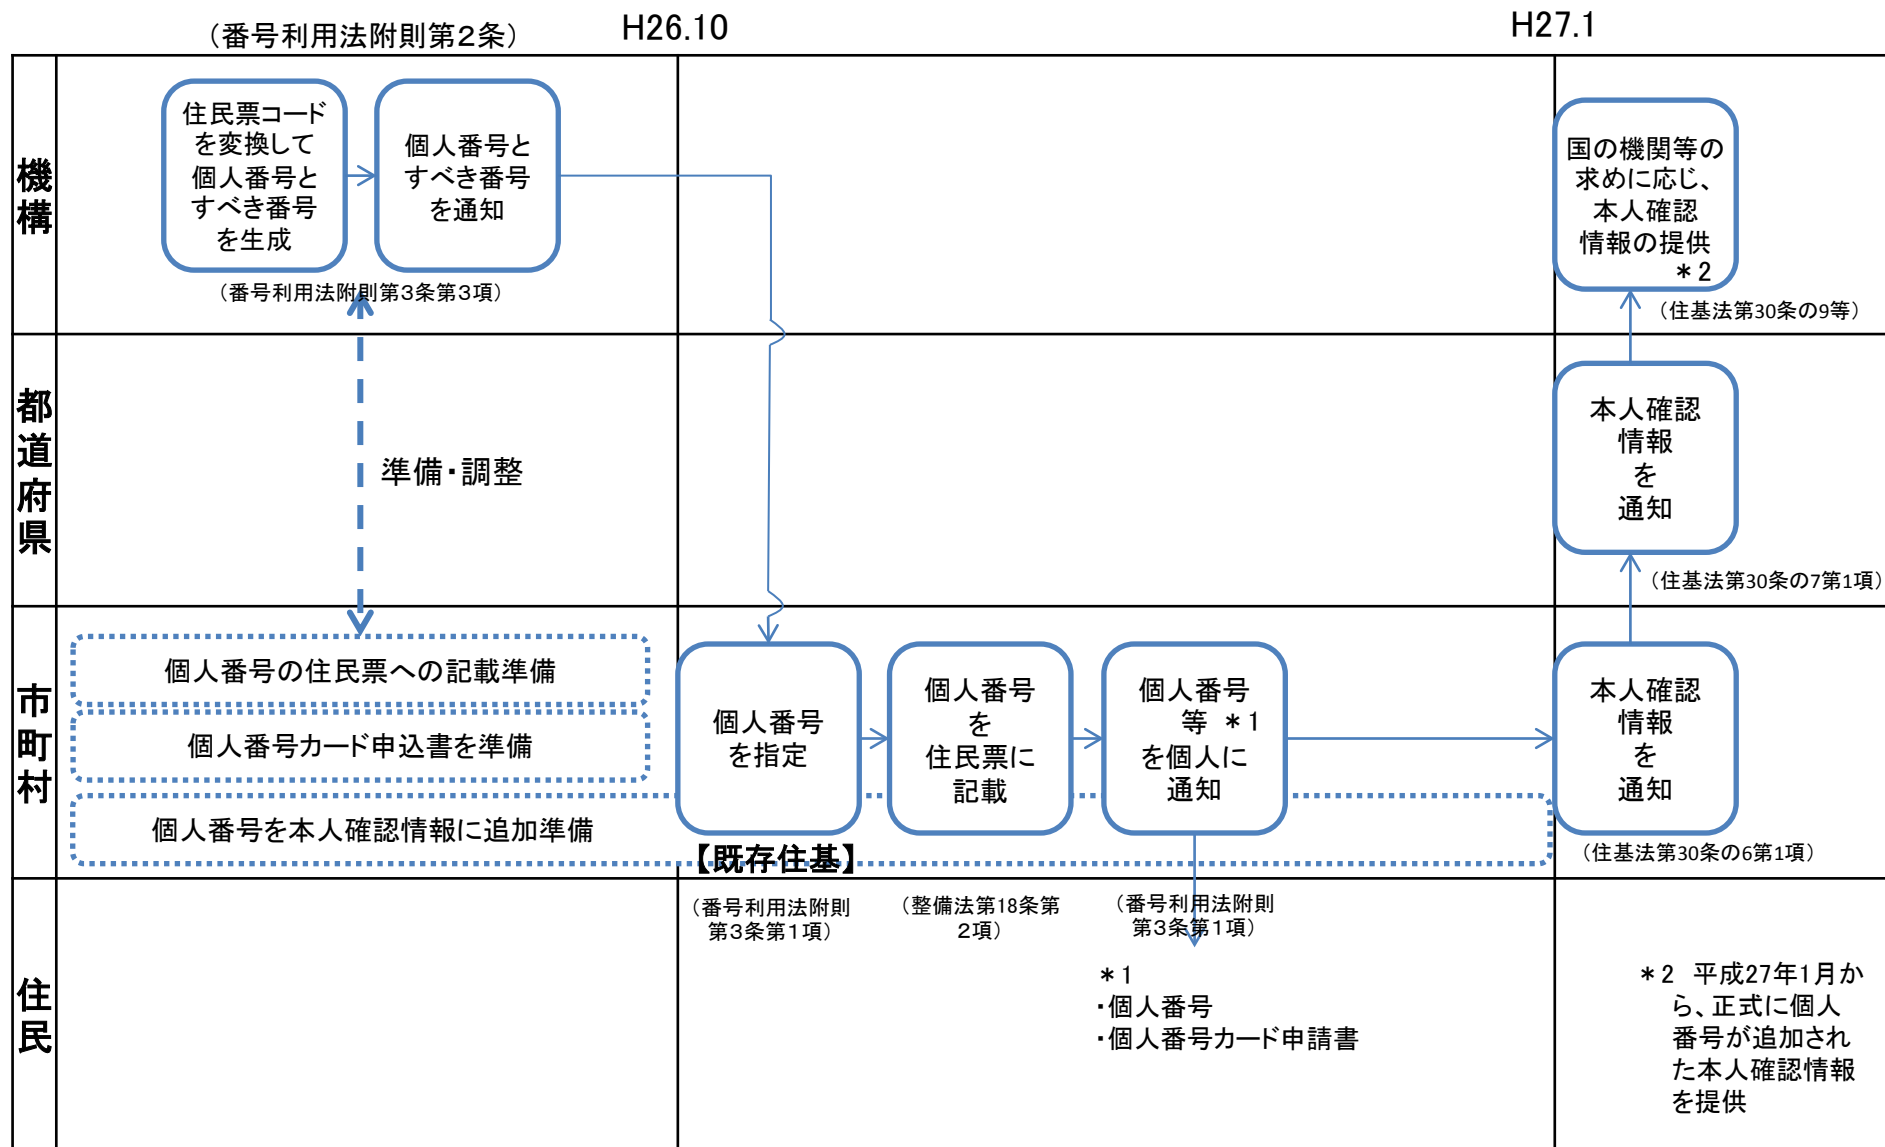 （番号利用法附則第２条）
H26.10
H27.1
機構
住民票コード
を変換して
個人番号と
すべき番号
を生成
個人番号と
すべき番号
を通知
（番号利用法附則第３条第３項）
国の機関等の
求めに応じ、
本人確認
情報の提供
＊２
（住基法第30条の9等）
都道府県
準備・調整
本人確認
情報
を
通知
（住基法第30条の7第1項）
市町村
個人番号の住民票への記載準備
個人番号カード申込書を準備
個人番号を本人確認情報に追加準備
【既存住基】
個人番号
を指定
個人番号
を
住民票に
記載
個人番号
等 ＊１
を個人に
通知
本人確認
情報
を
通知
（住基法第30条の6第1項）
住民
（番号利用法附則
第３条第１項）
（整備法第18条第
２項）
（番号利用法附則
第３条第１項）
＊１
・個人番号
・個人番号カード申請書
＊２ 平成27年1月か
ら、正式に個人
番号が追加され
た本人確認情報
を提供